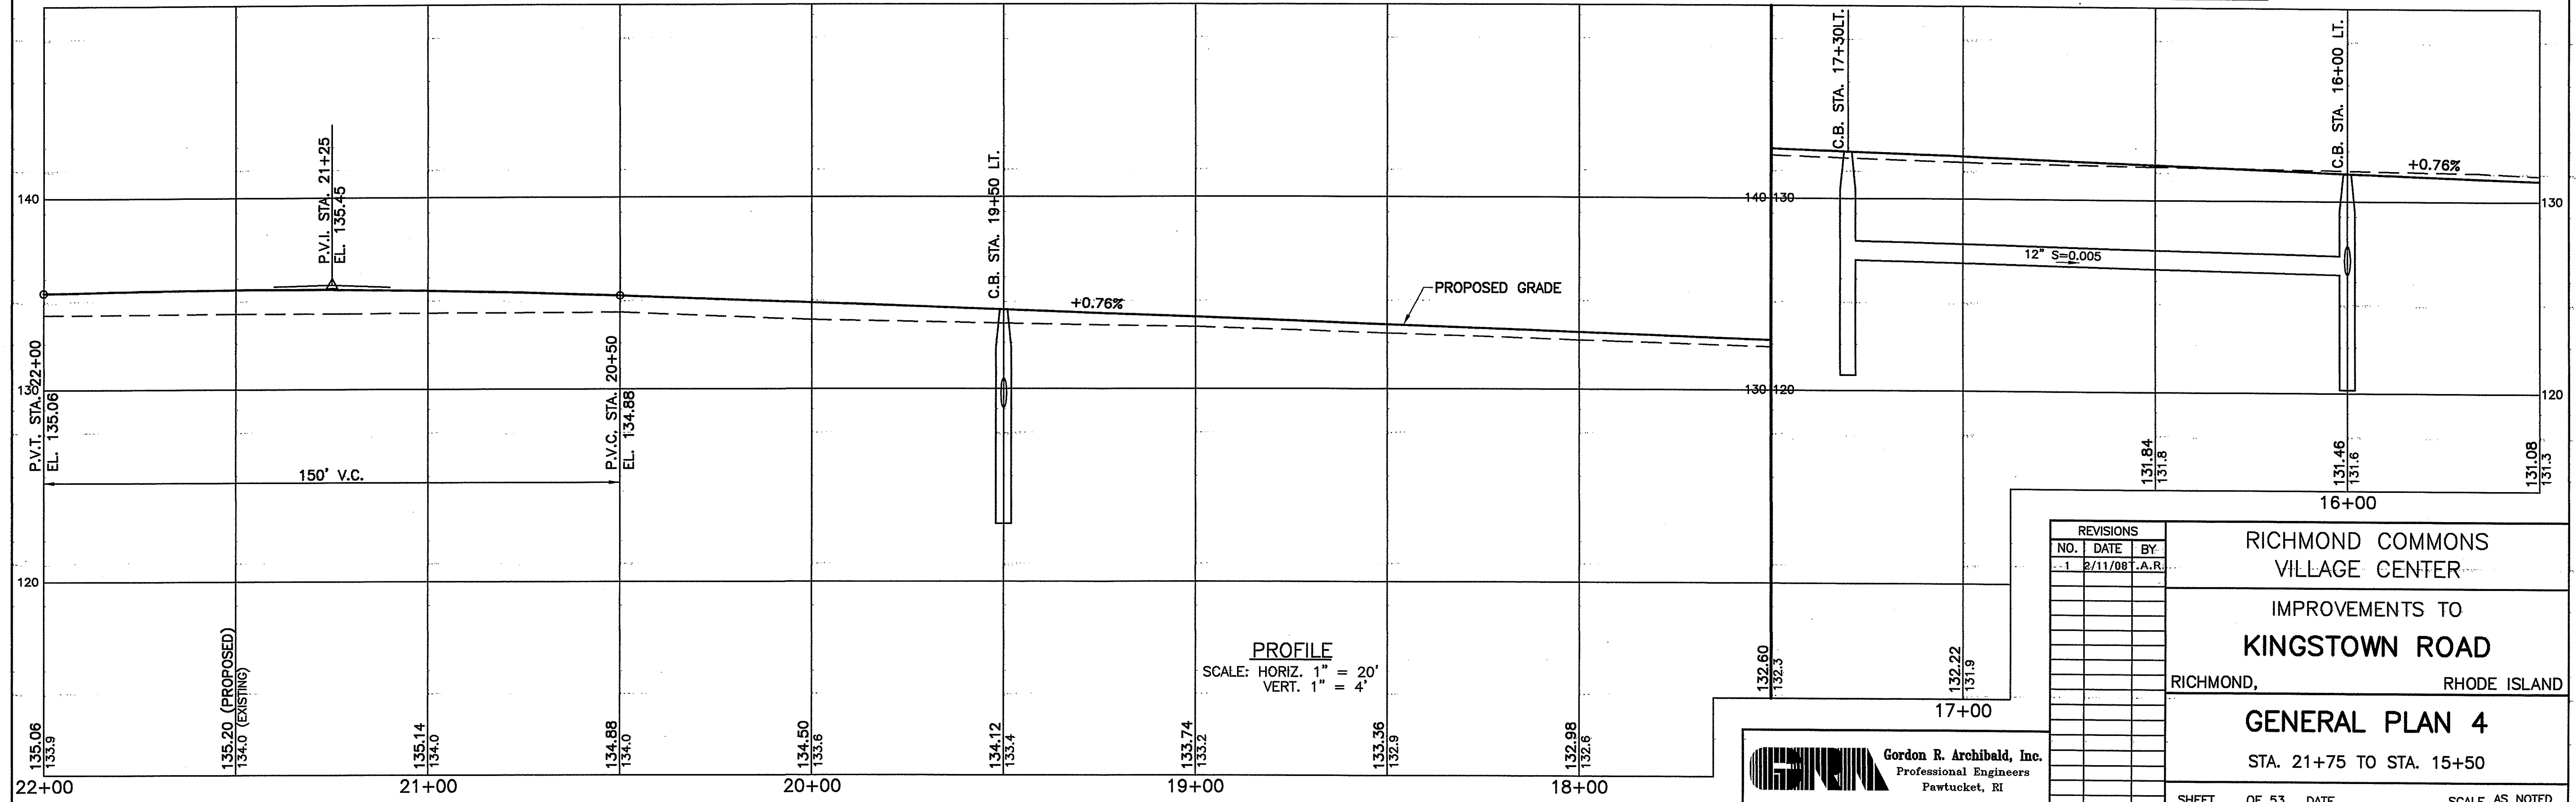 C.B. STA. 17+30LT.
C.B. STA. 16+00 LT.
P.V.I. STA. 21+25
EL. 135.45
C.B. STA. 19+50 LT.
+0.76%
140
140
130
130
+0.76%
PROPOSED GRADE
12" S=0.005
P.V.T. STA. 22+00
EL. 135.06
130
P.V.C. STA. 20+50
EL. 134.88
130
120
120
150' V.C.
131.84
131.8
131.46
131.6
131.08
131.3
16+00
120
135.20 (PROPOSED)
134.0 (EXISTING)
PROFILE
SCALE: HORIZ. 1" = 20'
VERT. 1" = 4'
132.60
132.3
132.22
131.9
17+00
135.06
133.9
135.14
134.0
134.88
134.0
134.50
133.6
134.12
133.4
133.74
133.2
133.36
132.9
132.98
132.6
22+00
21+00
20+00
19+00
18+00
Gordon R. Archibald, Inc.
Professional Engineers
Pawtucket, RI
REVISIONS
NO. DATE BY
1 2/11/08 T.A.R.
RICHMOND COMMONS
VILLAGE CENTER
IMPROVEMENTS TO
KINGSTOWN ROAD
RICHMOND, RHODE ISLAND
GENERAL PLAN 4
STA. 21+75 TO STA. 15+50
SHEET OF 53 DATE SCALE AS NOTED